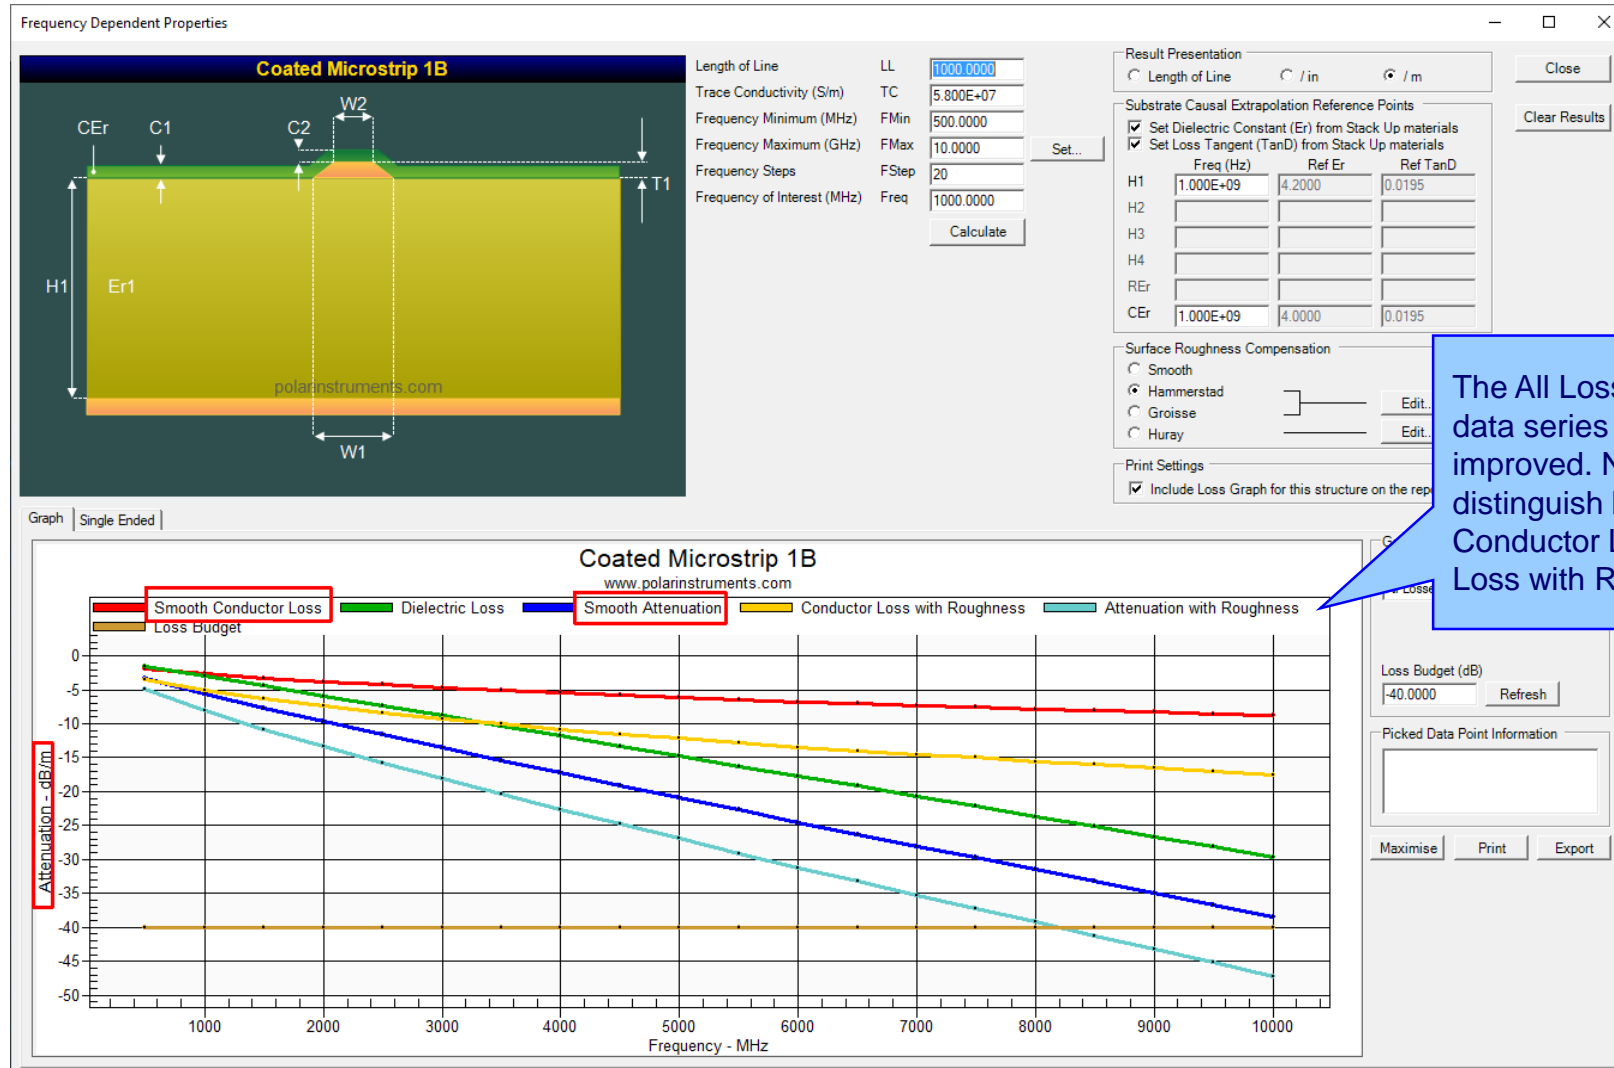 Frequency Dependent Properties
Coated Microstrip 1B
W2
CEr C1 C2
T1
H1 Er1
polarinstruments.com
W1
Length of Line LL 1000.0000
Trace Conductivity (S/m) TC 5.800E+07
Frequency Minimum (MHz) FMin 500.0000
Frequency Maximum (GHz) FMax 10.0000 Set...
Frequency Steps FStep 20
Frequency of Interest (MHz) Freq 1000.0000
Calculate
Result Presentation
Length of Line / in / m
Close
Clear Results
Substrate Causal Extrapolation Reference Points
Set Dielectric Constant (Er) from Stack Up materials
Set Loss Tangent (TanD) from Stack Up materials
Freq (Hz) Ref Er Ref TanD
H1 1.000E+09 4.2000 0.0195
H2
H3
H4
REr
CEr 1.000E+09 4.0000 0.0195
Surface Roughness Compensation
Smooth
Hammerstad Edit..
Groisse
Huray Edit..
Print Settings
Include Loss Graph for this structure on the rep
The All Loss
data series
improved. N
distinguish
Conductor L
Loss with R
Graph Single Ended
Coated Microstrip 1B
www.polarinstruments.com
Smooth Conductor Loss Dielectric Loss Smooth Attenuation Conductor Loss with Roughness Attenuation with Roughness
Loss Budget
0
-5
-10
-15
-20
-25
-30
-35
-40
-45
-50
Attenuation - dB/m
1000 2000 3000 4000 5000 6000 7000 8000 9000 10000
Frequency - MHz
Loss Budget (dB)
-40.0000 Refresh
Picked Data Point Information
Maximise Print Export